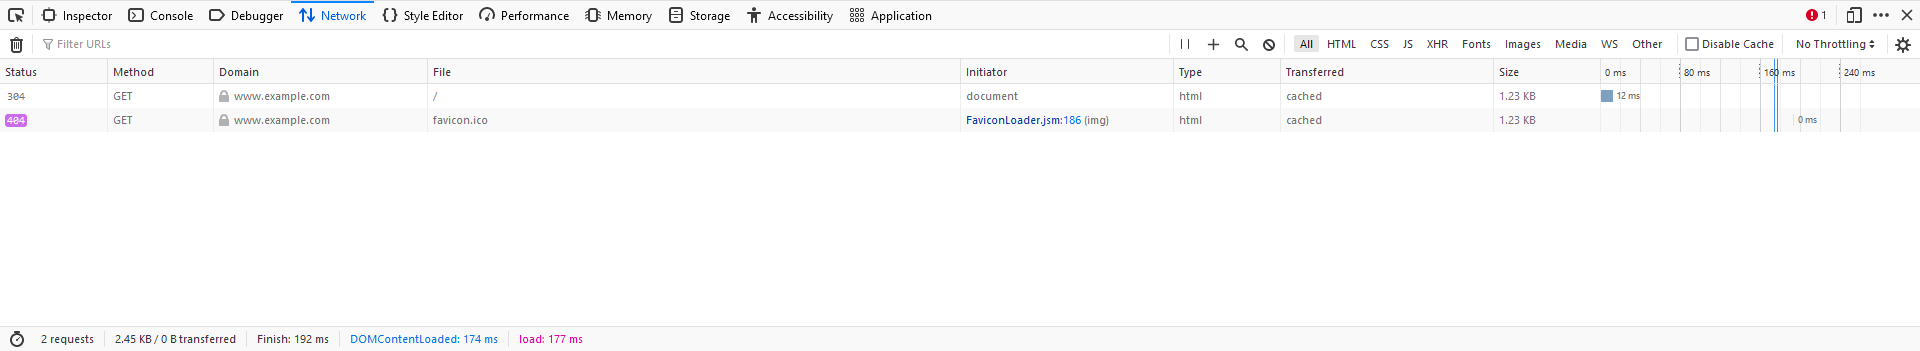 Inspector Console Debugger Network Style Editor Performance Memory Storage Accessibility Application 1
Filter URLs All HTML CSS JS XHR Fonts Images Media WS Other Disable Cache No Throttling
Status Method Domain File Initiator Type Transferred Size 0 ms 80 ms 160 ms 240 ms
304 GET www.example.com / document html cached 1.23 KB 12 ms
404 GET www.example.com favicon.ico FaviconLoader.jsm:186 (img) html cached 1.23 KB 0 ms
2 requests 2.45 KB / 0 B transferred Finish: 192 ms DOMContentLoaded: 174 ms load: 177 ms